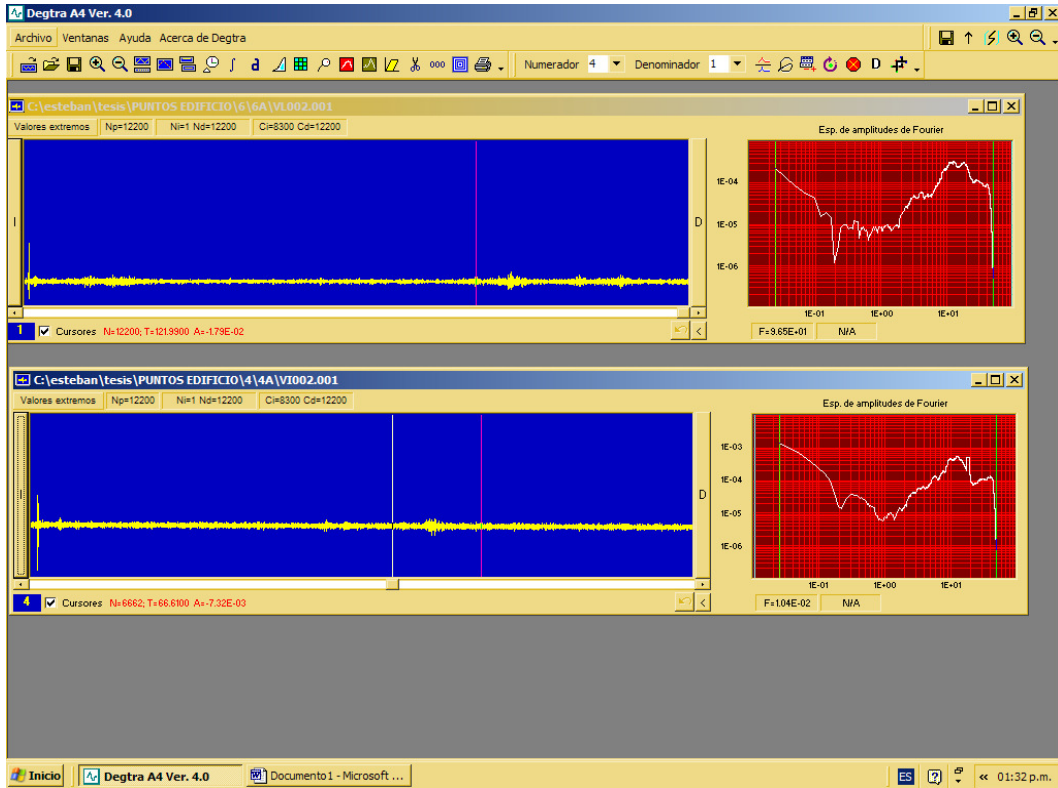 Degtra A4 Ver. 4.0
Archivo Ventanas Ayuda Acerca de Degtra
Numerador 4 Denominador 1 D
C:\esteban\tesis\PUNTOS EDIFICIO\6\6A\VL002.001
Valores extremos Np=12200 Ni=1 Nd=12200 Ci=8300 Cd=12200
Esp. de amplitudes de Fourier
I
D
1E-04
1E-05
1E-06
1E-01 1E+00 1E+01
1 Cursores N=12200; T=121.9900 A=-1.79E-02
F=9.65E+01 N/A
C:\esteban\tesis\PUNTOS EDIFICIO\4\4A\VI002.001
Valores extremos Np=12200 Ni=1 Nd=12200 Ci=8300 Cd=12200
Esp. de amplitudes de Fourier
I
D
1E-03
1E-04
1E-05
1E-06
1E-01 1E+00 1E+01
4 Cursores N=6662; T=66.6100 A=-7.32E-03
F=1.04E-02 N/A
Inicio Degtra A4 Ver. 4.0 Documento1 - Microsoft ... ES « 01:32 p.m.